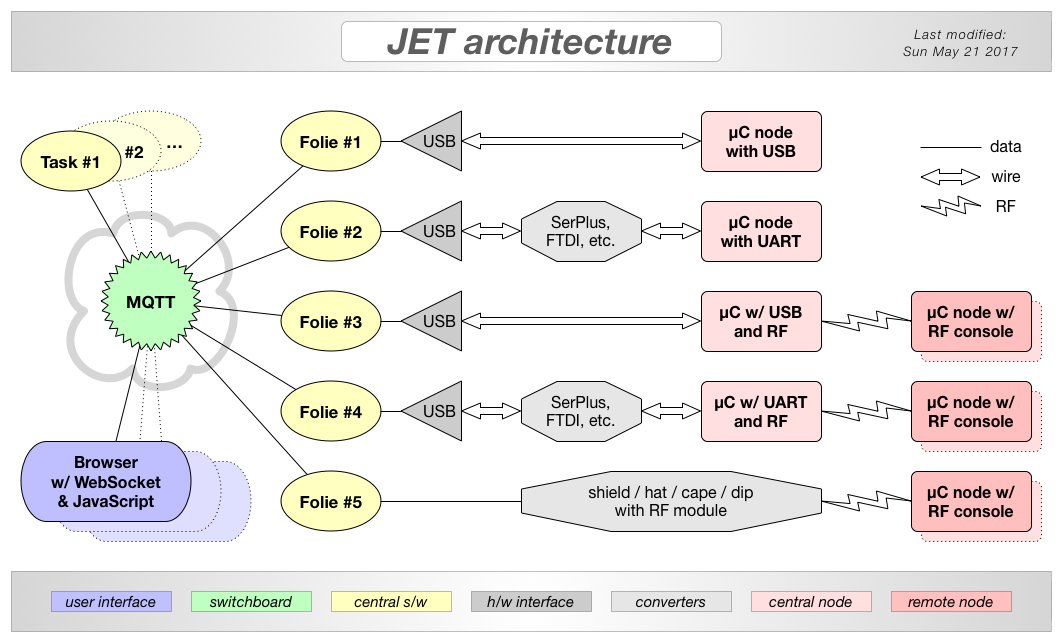 JET architecture
Last modified:
Sun May 21 2017
Task #1
#2
...
MQTT
Browser
w/ WebSocket
& JavaScript
Folie #1
USB
µC node
with USB
Folie #2
USB
SerPlus,
FTDI, etc.
µC node
with UART
Folie #3
USB
µC w/ USB
and RF
µC node w/
RF console
Folie #4
USB
SerPlus,
FTDI, etc.
µC w/ UART
and RF
µC node w/
RF console
Folie #5
shield / hat / cape / dip
with RF module
µC node w/
RF console
data
wire
RF
user interface
switchboard
central s/w
h/w interface
converters
central node
remote node